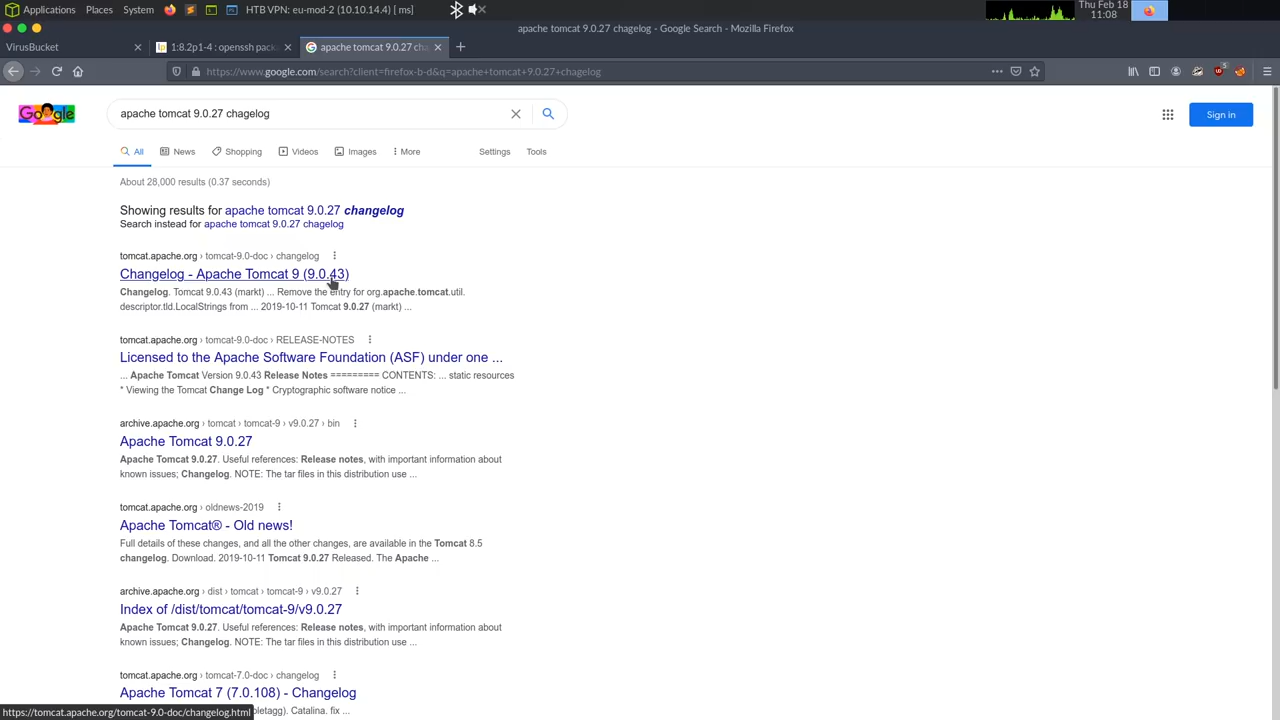 Applications Places System HTB VPN: eu-mod-2 (10.10.14.4) [ms] Thu Feb 18
11:08
apache tomcat 9.0.27 chagelog - Google Search - Mozilla Firefox
VirusBucket 1:8.2p1-4 : openssh pack apache tomcat 9.0.27 cha
https://www.google.com/search?client=firefox-b-d&q=apache+tomcat+9.0.27+chagelog
Google apache tomcat 9.0.27 chagelog Sign in
All News Shopping Videos Images More Settings Tools
About 28,000 results (0.37 seconds)
Showing results for apache tomcat 9.0.27 changelog
Search instead for apache tomcat 9.0.27 chagelog
tomcat.apache.org › tomcat-9.0-doc › changelog
Changelog - Apache Tomcat 9 (9.0.43)
Changelog. Tomcat 9.0.43 (markt) ... Remove the entry for org.apache.tomcat.util.
descriptor.tld.LocalStrings from ... 2019-10-11 Tomcat 9.0.27 (markt) ...
tomcat.apache.org › tomcat-9.0-doc › RELEASE-NOTES
Licensed to the Apache Software Foundation (ASF) under one ...
... Apache Tomcat Version 9.0.43 Release Notes ========= CONTENTS: ... static resources
* Viewing the Tomcat Change Log * Cryptographic software notice ...
archive.apache.org › tomcat › tomcat-9 › v9.0.27 › bin
Apache Tomcat 9.0.27
Apache Tomcat 9.0.27. Useful references: Release notes, with important information about
known issues; Changelog. NOTE: The tar files in this distribution use ...
tomcat.apache.org › oldnews-2019
Apache Tomcat® - Old news!
Full details of these changes, and all the other changes, are available in the Tomcat 8.5
changelog. Download. 2019-10-11 Tomcat 9.0.27 Released. The Apache ...
archive.apache.org › dist › tomcat › tomcat-9 › v9.0.27
Index of /dist/tomcat/tomcat-9/v9.0.27
Apache Tomcat 9.0.27. Useful references: Release notes, with important information about
known issues; Changelog. NOTE: The tar files in this distribution use ...
tomcat.apache.org › tomcat-7.0-doc › changelog
Apache Tomcat 7 (7.0.108) - Changelog
https://tomcat.apache.org/tomcat-9.0-doc/changelog.html oletagg). Catalina. fix ...